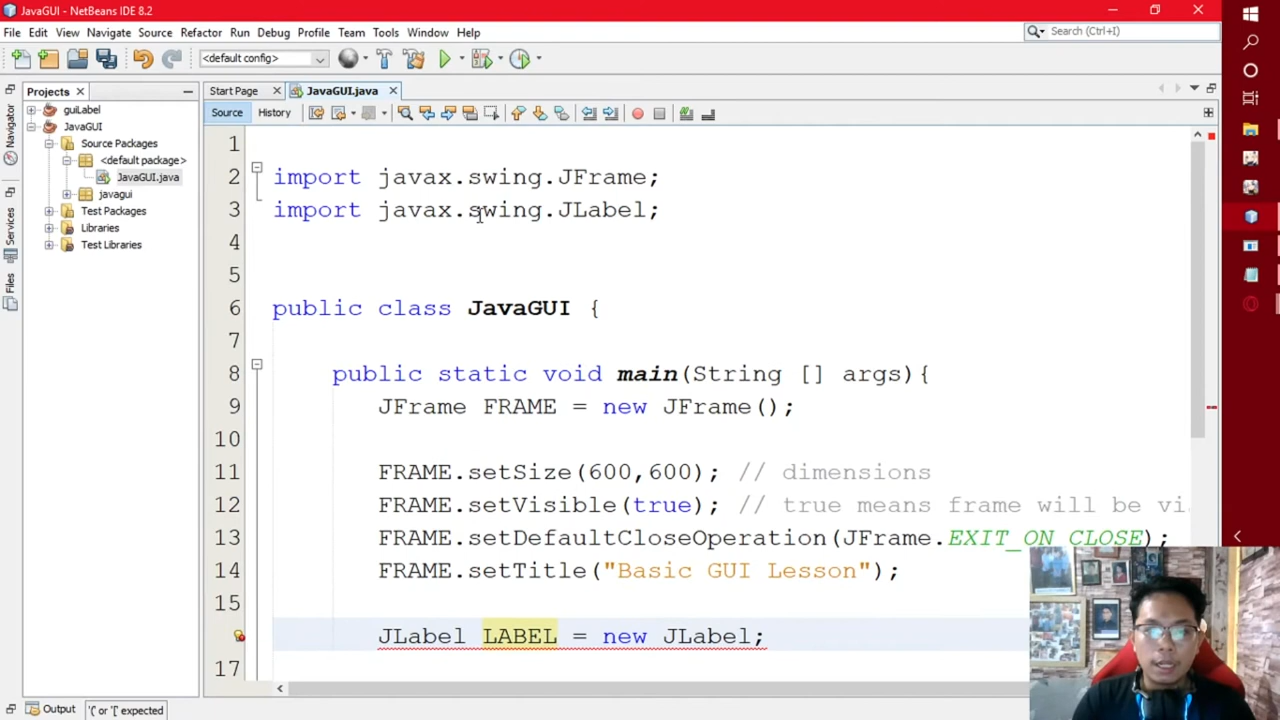 JavaGUI - NetBeans IDE 8.2
File Edit View Navigate Source Refactor Run Debug Profile Team Tools Window Help
Search (Ctrl+I)
<default config>
Projects
Start Page
JavaGUI.java
Navigator
Services
Files
guiLabel
JavaGUI
Source Packages
<default package>
JavaGUI.java
javagui
Test Packages
Libraries
Test Libraries
Source History
1
2 import javax.swing.JFrame;
3 import javax.swing.JLabel;
4
5
6 public class JavaGUI {
7
8 public static void main(String [] args){
9 JFrame FRAME = new JFrame();
10
11 FRAME.setSize(600,600); // dimensions
12 FRAME.setVisible(true); // true means frame will be vi
13 FRAME.setDefaultCloseOperation(JFrame.EXIT_ON_CLOSE);
14 FRAME.setTitle("Basic GUI Lesson");
15
JLabel LABEL = new JLabel;
17
Output
'(' or '[' expected